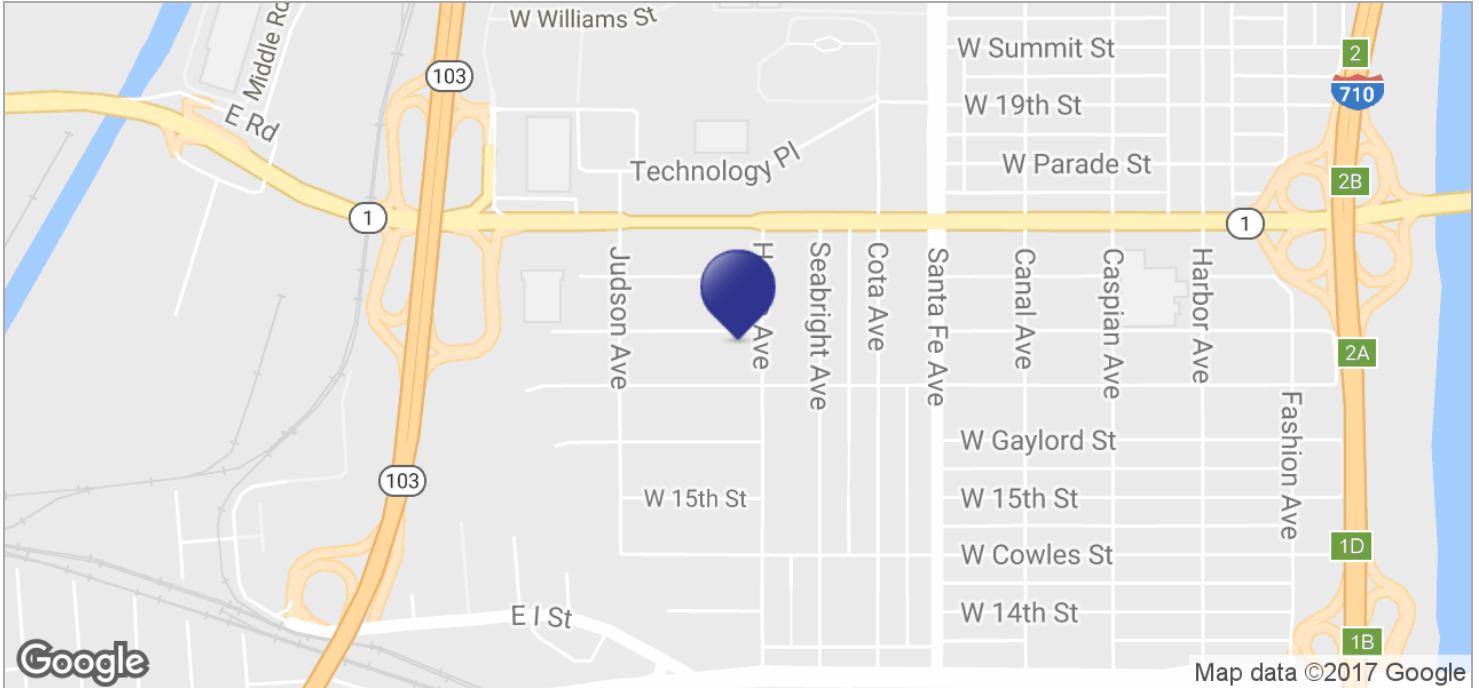 W Williams St
Middle Rd
E Rd
103
1
Technology Pl
W Summit St
W 19th St
W Parade St
2
710
2B
1
Judson Ave
Ave
Seabright Ave
Cota Ave
Santa Fe Ave
Canal Ave
Caspian Ave
Harbor Ave
Fashion Ave
2A
W Gaylord St
103
W 15th St
W 15th St
W Cowles St
1D
E I St
W 14th St
1B
Google
Map data ©2017 Google